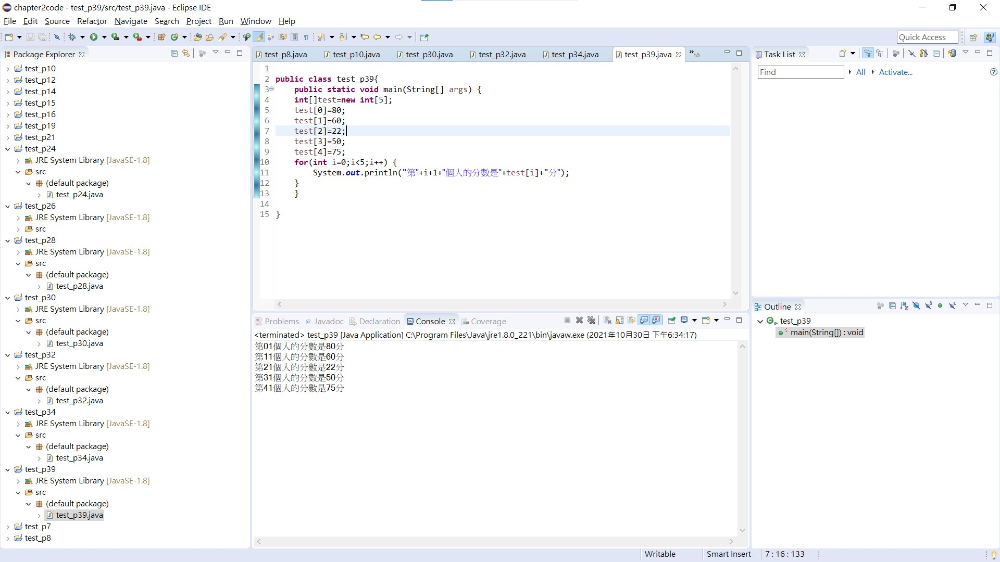 chapter2code - test_p39/src/test_p39.java - Eclipse IDE
File Edit Source Refactor Navigate Search Project Run Window Help
Quick Access
Package Explorer
test_p10
test_p12
test_p14
test_p15
test_p16
test_p19
test_p21
test_p24
JRE System Library [JavaSE-1.8]
src
(default package)
test_p24.java
test_p26
JRE System Library [JavaSE-1.8]
src
test_p28
JRE System Library [JavaSE-1.8]
src
(default package)
test_p28.java
test_p30
JRE System Library [JavaSE-1.8]
src
(default package)
test_p30.java
test_p32
JRE System Library [JavaSE-1.8]
src
(default package)
test_p32.java
test_p34
JRE System Library [JavaSE-1.8]
src
(default package)
test_p34.java
test_p39
JRE System Library [JavaSE-1.8]
src
(default package)
test_p39.java
test_p7
test_p8
test_p8.java test_p10.java test_p30.java test_p32.java test_p34.java test_p39.java »10
1
2 public class test_p39{
3 public static void main(String[] args) {
4 int[]test=new int[5];
5 test[0]=80;
6 test[1]=60;
7 test[2]=22;
8 test[3]=50;
9 test[4]=75;
10 for(int i=0;i<5;i++) {
11 System.out.println("第"+i+1+"個人的分數是"+test[i]+"分");
12 }
13 }
14
15 }
Problems @ Javadoc Declaration Console Coverage
<terminated> test_p39 [Java Application] C:\Program Files\Java\jre1.8.0_221\bin\javaw.exe (2021年10月30日 下午6:34:17)
第01個人的分數是80分
第11個人的分數是60分
第21個人的分數是22分
第31個人的分數是50分
第41個人的分數是75分
Task List
Find All Activate...
Outline
test_p39
main(String[]) : void
Writable Smart Insert 7 : 16 : 133